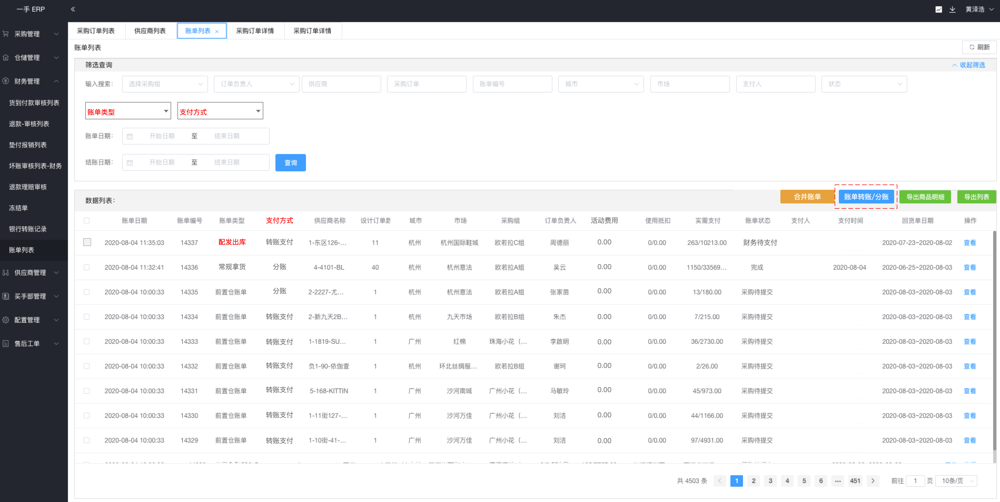 一手 ERP
黄泽浩
采购管理
仓储管理
财务管理
货到付款审核列表
退款-审核列表
垫付报销列表
坏账审核列表-财务
退款理赔审核
冻结单
银行转账记录
账单列表
供应商管理
买手部管理
配置管理
售后工单
采购订单列表 供应商列表 账单列表 × 采购订单详情 采购订单详情
账单列表 刷新
筛选查询 收起筛选
输入搜索： 选择采购组 订单负责人 供应商 采购订单 账单编号 城市 市场 支付人 状态
账单类型 支付方式
账单日期： 开始日期 至 结束日期
结账日期： 开始日期 至 结束日期 查询
数据列表： 合并账单 账单转账/分账 导出商品明细 导出列表
账单日期 账单编号 账单类型 支付方式 供应商名称 设计订单数 城市 市场 采购组 订单负责人 活动费用 使用抵扣 实需支付 账单状态 支付人 支付时间 回货单日期 操作
2020-08-04 11:35:03 14337 配发出库 转账支付 1-东区126-... 11 杭州 杭州国际鞋城 欧若拉C组 周德丽 0.00 0/0.00 263/10213.00 财务待支付 2020-07-23~2020-08-02 查看
2020-08-04 11:32:41 14336 常规拿货 分账 4-4101-BL 40 杭州 杭州意法 欧若拉A组 吴云 0.00 0/0.00 1150/33569... 完成 2020-08-04 2020-06-25~2020-08-03 查看
2020-08-04 10:00:33 14335 前置仓账单 分账 2-2227-尤... 1 杭州 杭州意法 欧若拉A组 张家苗 0.00 0/0.00 13/180.00 采购待提交 2020-08-03~2020-08-03 查看
2020-08-04 10:00:33 14334 前置仓账单 转账支付 2-新九天2B... 1 杭州 九天市场 欧若拉B组 朱杰 0.00 0/0.00 7/215.00 采购待提交 2020-08-03~2020-08-03 查看
2020-08-04 10:00:33 14333 前置仓账单 转账支付 1-1819-SU... 1 广州 红棉 珠海小花（... 李啟明 0.00 0/0.00 36/2730.00 采购待提交 2020-08-03~2020-08-03 查看
2020-08-04 10:00:33 14332 前置仓账单 转账支付 负1-90-依伽壹 1 杭州 环北丝绸服... 欧若拉B组 谢珂 0.00 0/0.00 2/26.00 采购待提交 2020-08-03~2020-08-03 查看
2020-08-04 10:00:33 14331 前置仓账单 转账支付 5-168-KITTIN 1 广州 沙河南城 广州小花（... 马敏玲 0.00 0/0.00 45/973.00 采购待提交 2020-08-03~2020-08-03 查看
2020-08-04 10:00:33 14330 前置仓账单 转账支付 1-11街127-... 1 广州 沙河万佳 广州小花（... 刘洁 0.00 0/0.00 44/1166.00 采购待提交 2020-08-03~2020-08-03 查看
2020-08-04 10:00:33 14329 前置仓账单 转账支付 1-10街-41-... 1 广州 沙河万佳 广州小花（... 刘洁 0.00 0/0.00 97/4931.00 采购待提交 2020-08-03~2020-08-03 查看
共 4503 条 1 2 3 4 5 6 ... 451 前往 1 页 10条/页